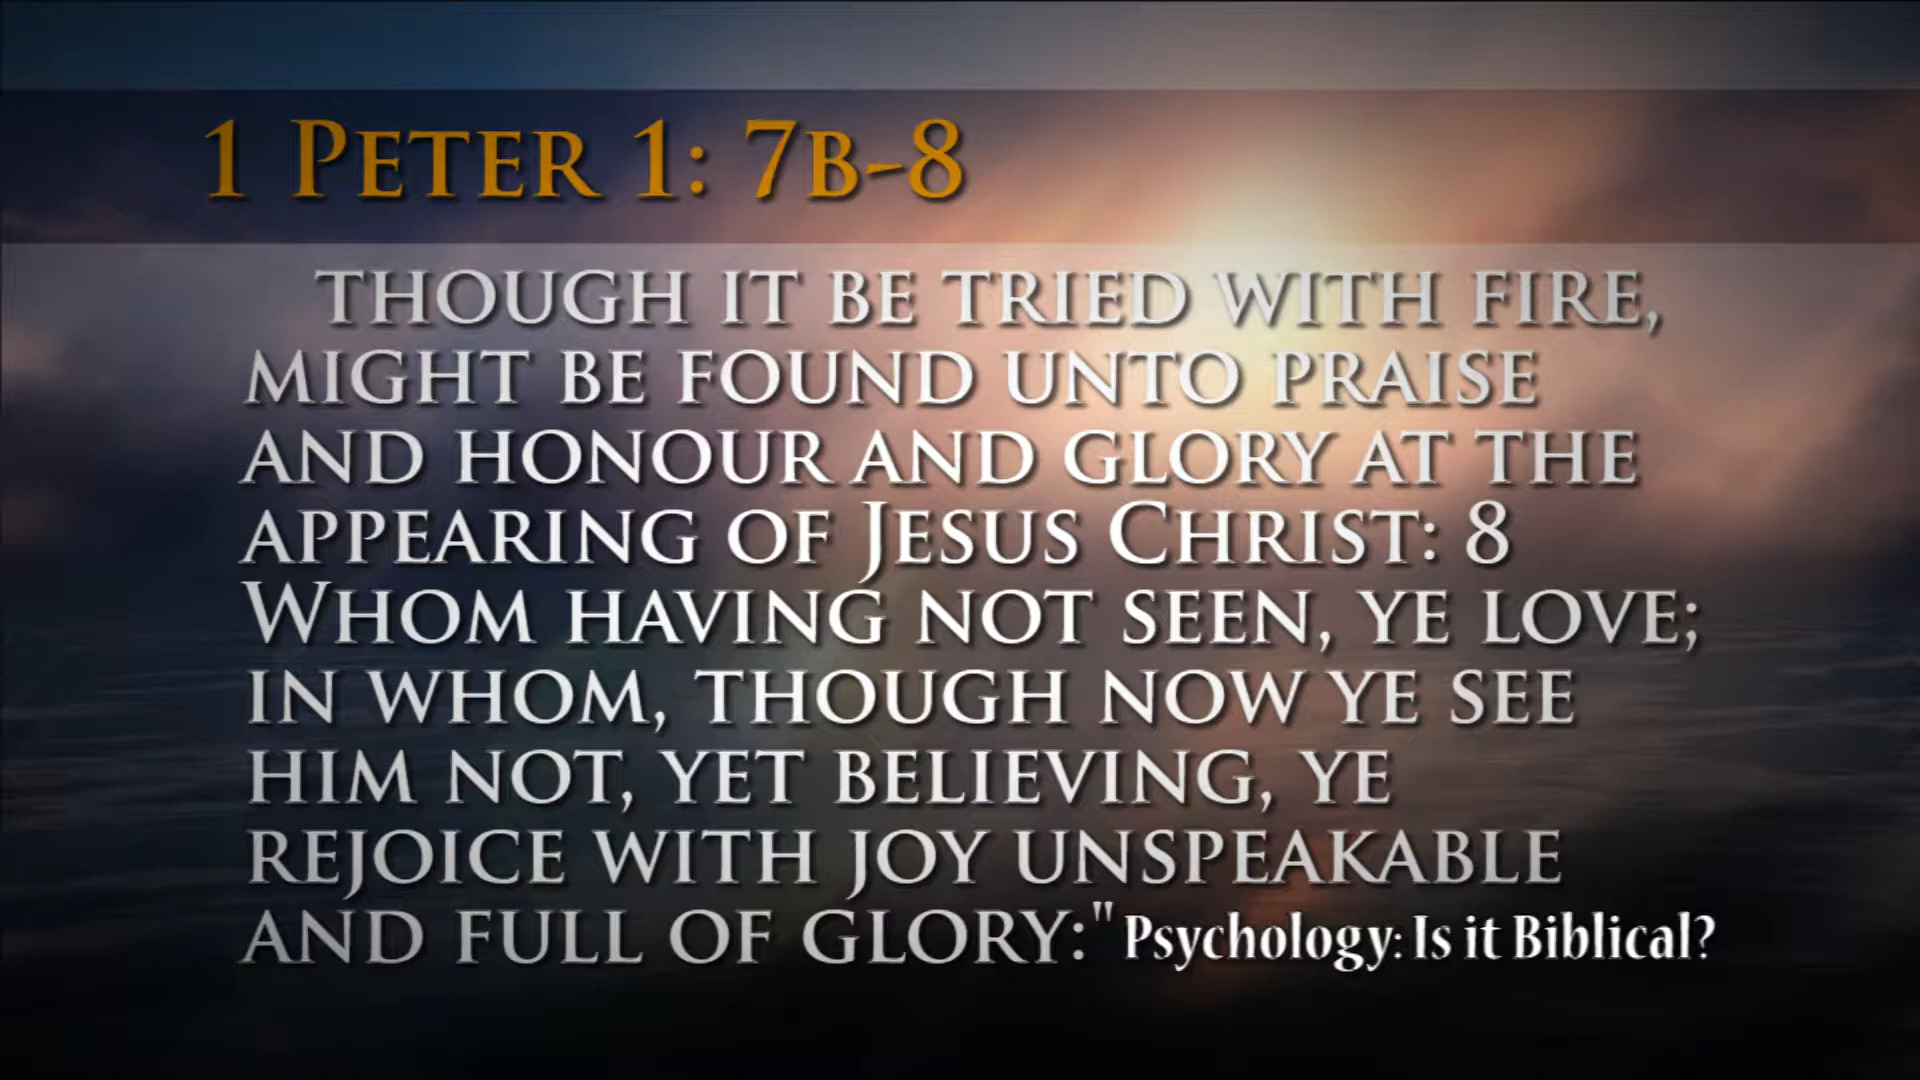 1 Peter 1: 7b-8
though it be tried with fire,
might be found unto praise
and honour and glory at the
appearing of Jesus Christ: 8
Whom having not seen, ye love;
in whom, though now ye see
him not, yet believing, ye
rejoice with joy unspeakable
and full of glory:" Psychology: Is it Biblical?